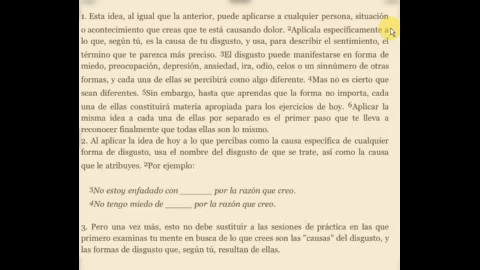 1. Esta idea, al igual que la anterior, puede aplicarse a cualquier persona, situación
o acontecimiento que creas que te está causando dolor. ²Aplícala específicamente a
lo que, según tú, es la causa de tu disgusto, y usa, para describir el sentimiento, el
término que te parezca más preciso. ³El disgusto puede manifestarse en forma de
miedo, preocupación, depresión, ansiedad, ira, odio, celos o un sinnúmero de otras
formas, y cada una de ellas se percibirá como algo diferente. ⁴Mas no es cierto que
sean diferentes. ⁵Sin embargo, hasta que aprendas que la forma no importa, cada
una de ellas constituirá materia apropiada para los ejercicios de hoy. ⁶Aplicar la
misma idea a cada una de ellas por separado es el primer paso que te lleva a
reconocer finalmente que todas ellas son lo mismo.
2. Al aplicar la idea de hoy a lo que percibas como la causa específica de cualquier
forma de disgusto, usa el nombre del disgusto de que se trate, así como la causa
que le atribuyes. ²Por ejemplo:
³No estoy enfadado con ______ por la razón que creo.
⁴No tengo miedo de _____ por la razón que creo.
3. Pero una vez más, esto no debe sustituir a las sesiones de práctica en las que
primero examinas tu mente en busca de lo que crees son las "causas" del disgusto, y
las formas de disgusto que, según tú, resultan de ellas.